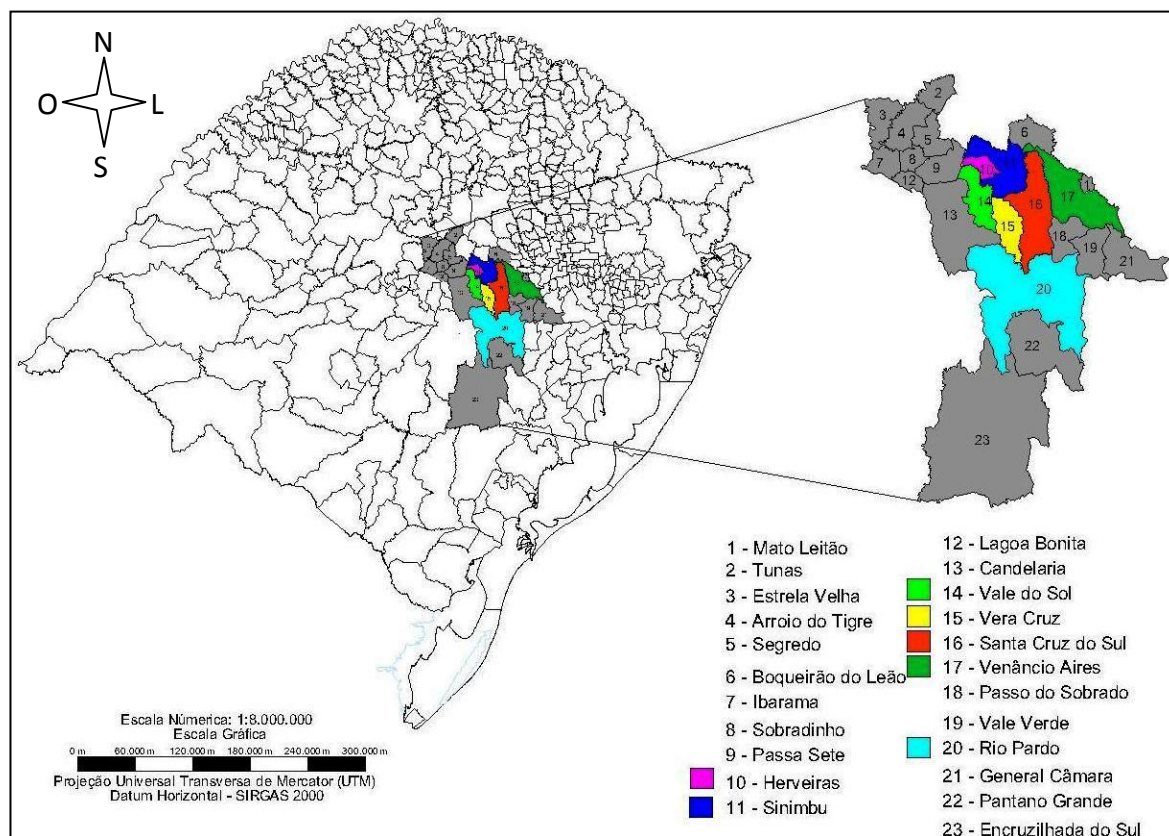 N
O L
S
2
3
4
5
6
7
8
9
10
11
12
13
14
15
16
17
1
18
19
20
21
22
23
1 - Mato Leitão
2 - Tunas
3 - Estrela Velha
4 - Arroio do Tigre
5 - Segredo
6 - Boqueirão do Leão
7 - Ibarama
8 - Sobradinho
9 - Passa Sete
10 - Herveiras
11 - Sinimbu
12 - Lagoa Bonita
13 - Candelaria
14 - Vale do Sol
15 - Vera Cruz
16 - Santa Cruz do Sul
17 - Venâncio Aires
18 - Passo do Sobrado
19 - Vale Verde
20 - Rio Pardo
21 - General Câmara
22 - Pantano Grande
23 - Encruzilhada do Sul
Escala Númerica: 1:8.000.000
Escala Gráfica
0 m 60.000 m 120.000 m 180.000 m 240.000 m 300.000 m
Projeção Universal Transversa de Mercator (UTM)
Datum Horizontal - SIRGAS 2000